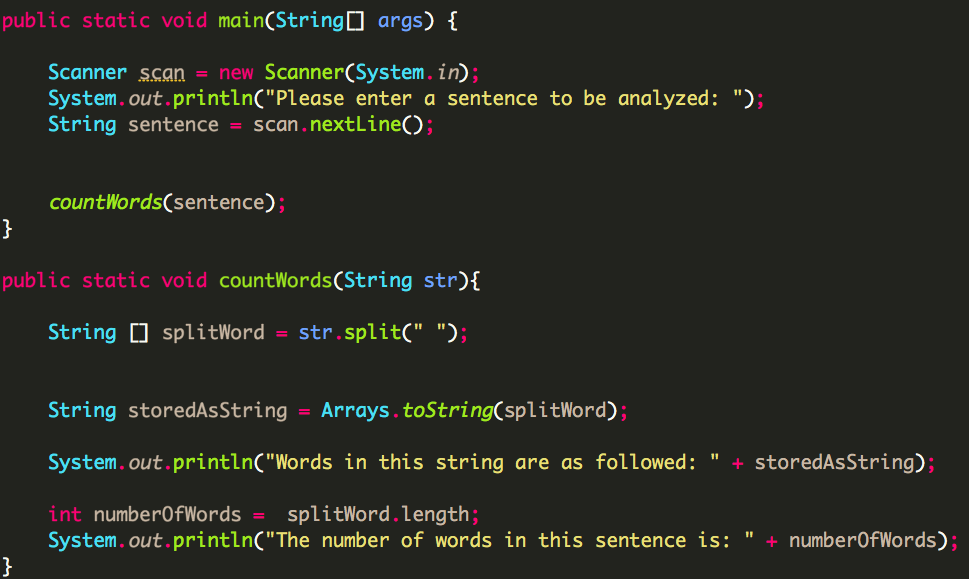 public static void main(String[] args) {
Scanner scan = new Scanner(System.in);
System.out.println("Please enter a sentence to be analyzed: ");
String sentence = scan.nextLine();
countWords(sentence);
}
public static void countWords(String str){
String [] splitWord = str.split(" ");
String storedAsString = Arrays.toString(splitWord);
System.out.println("Words in this string are as followed: " + storedAsString);
int numberOfWords =  splitWord.length;
System.out.println("The number of words in this sentence is: " + numberOfWords);
}